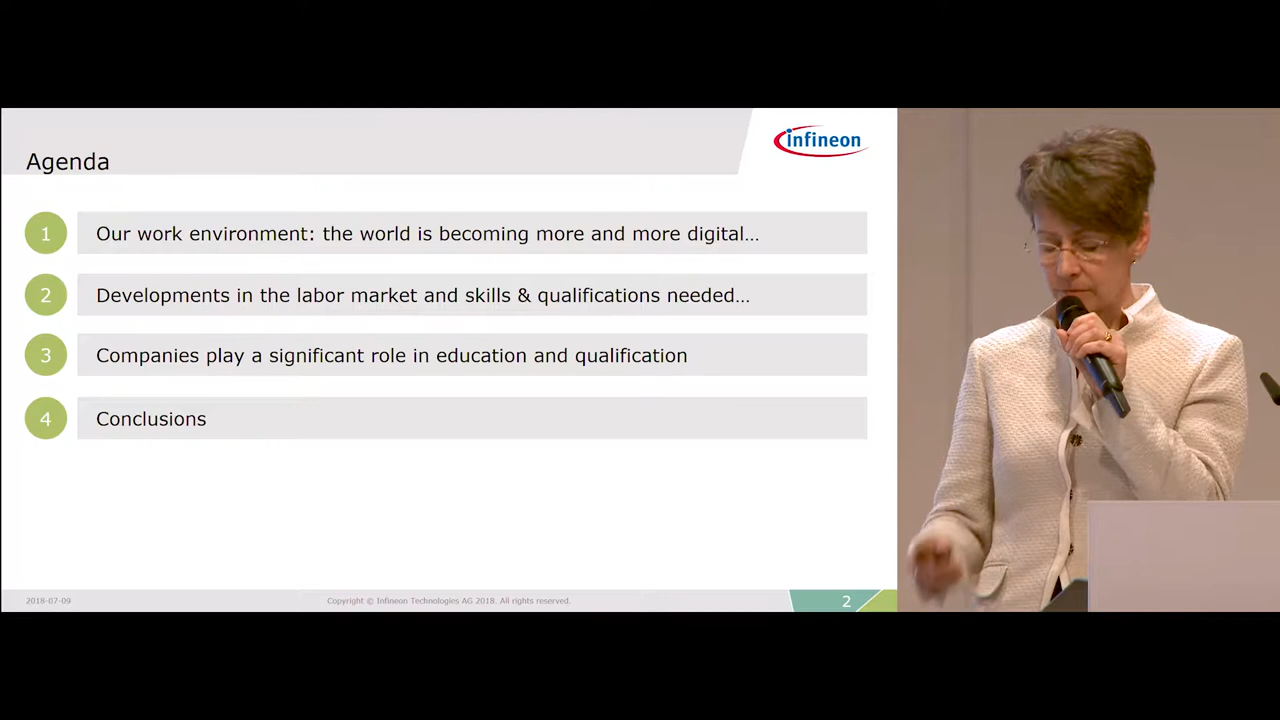 Agenda
infineon
1 Our work environment: the world is becoming more and more digital…
2 Developments in the labor market and skills & qualifications needed…
3 Companies play a significant role in education and qualification
4 Conclusions
2018-07-09 Copyright © Infineon Technologies AG 2018. All rights reserved. 2